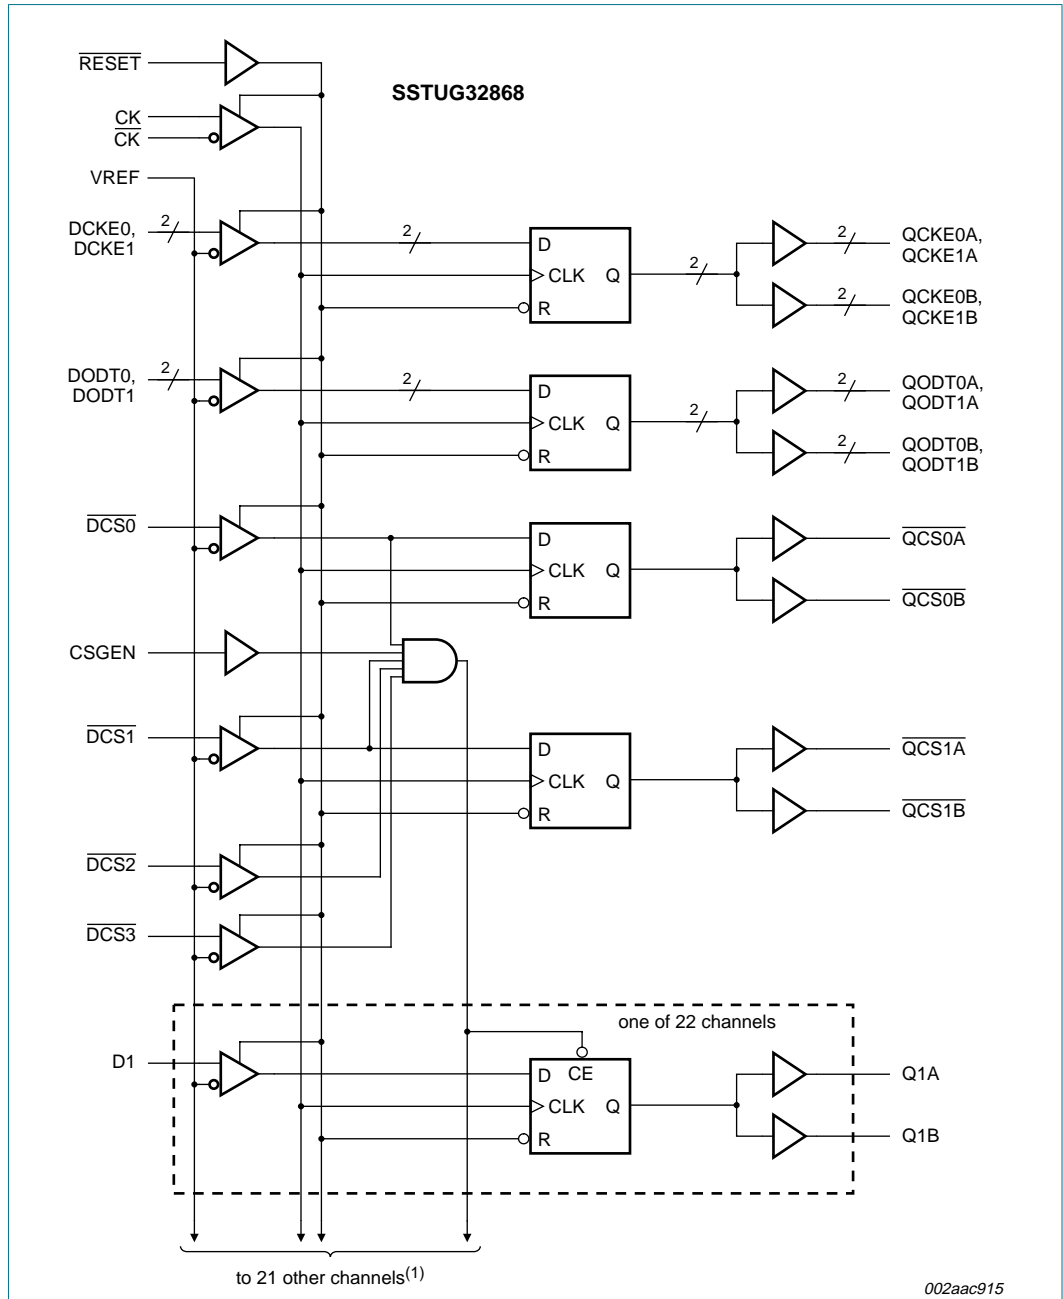 RESET
SSTUG32868
CK
CK
VREF
DCKE0,
DCKE1
2
2
D
CLK
Q
R
2
2
QCKE0A,
QCKE1A
2
QCKE0B,
QCKE1B
DODT0,
DODT1
2
2
D
CLK
Q
R
2
2
QODT0A,
QODT1A
2
QODT0B,
QODT1B
DCS0
D
CLK
Q
R
QCS0A
QCS0B
CSGEN
DCS1
D
CLK
Q
R
QCS1A
QCS1B
DCS2
DCS3
one of 22 channels
D1
D
CE
CLK
Q
R
Q1A
Q1B
to 21 other channels(1)
002aac915